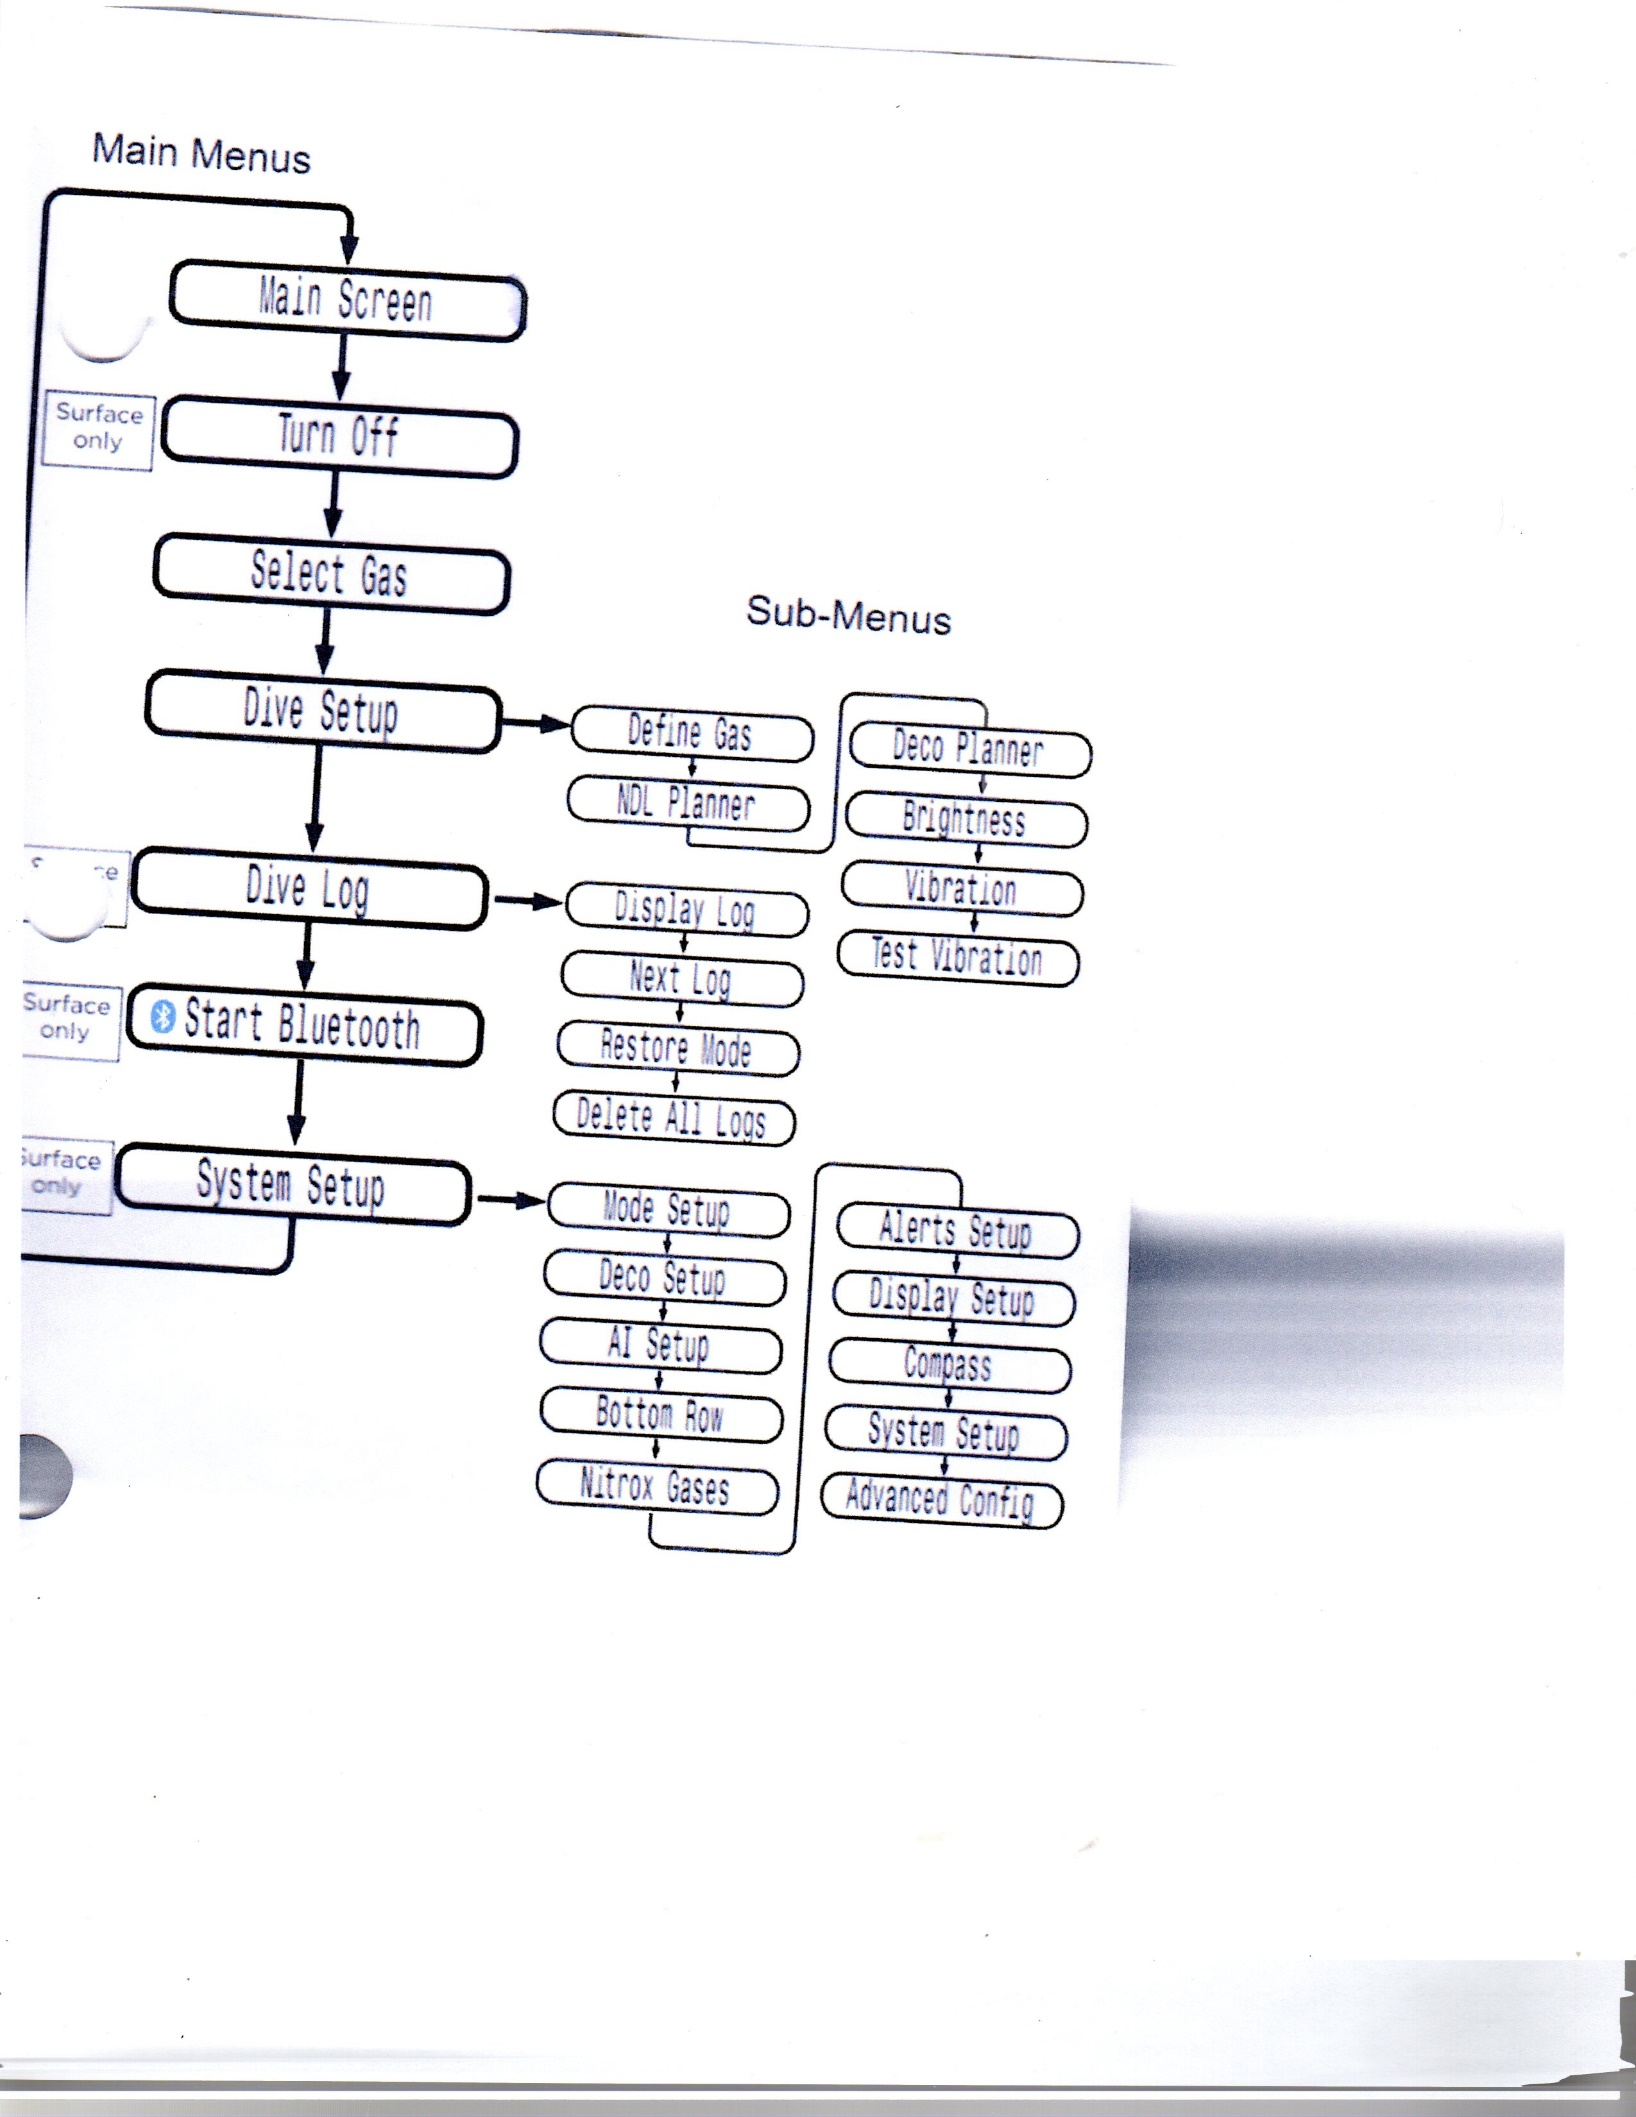 Main Menus
Main Screen
Surface
only
Turn Off
Select Gas
Sub-Menus
Dive Setup
Define Gas
NDL Planner
Deco Planner
Brightness
Vibration
Test Vibration
Dive Log
Display Log
Next Log
Restore Mode
Delete All Logs
Surface
only
Start Bluetooth
Surface
only
System Setup
Mode Setup
Deco Setup
AI Setup
Bottom Row
Nitrox Gases
Alerts Setup
Display Setup
Compass
System Setup
Advanced Config